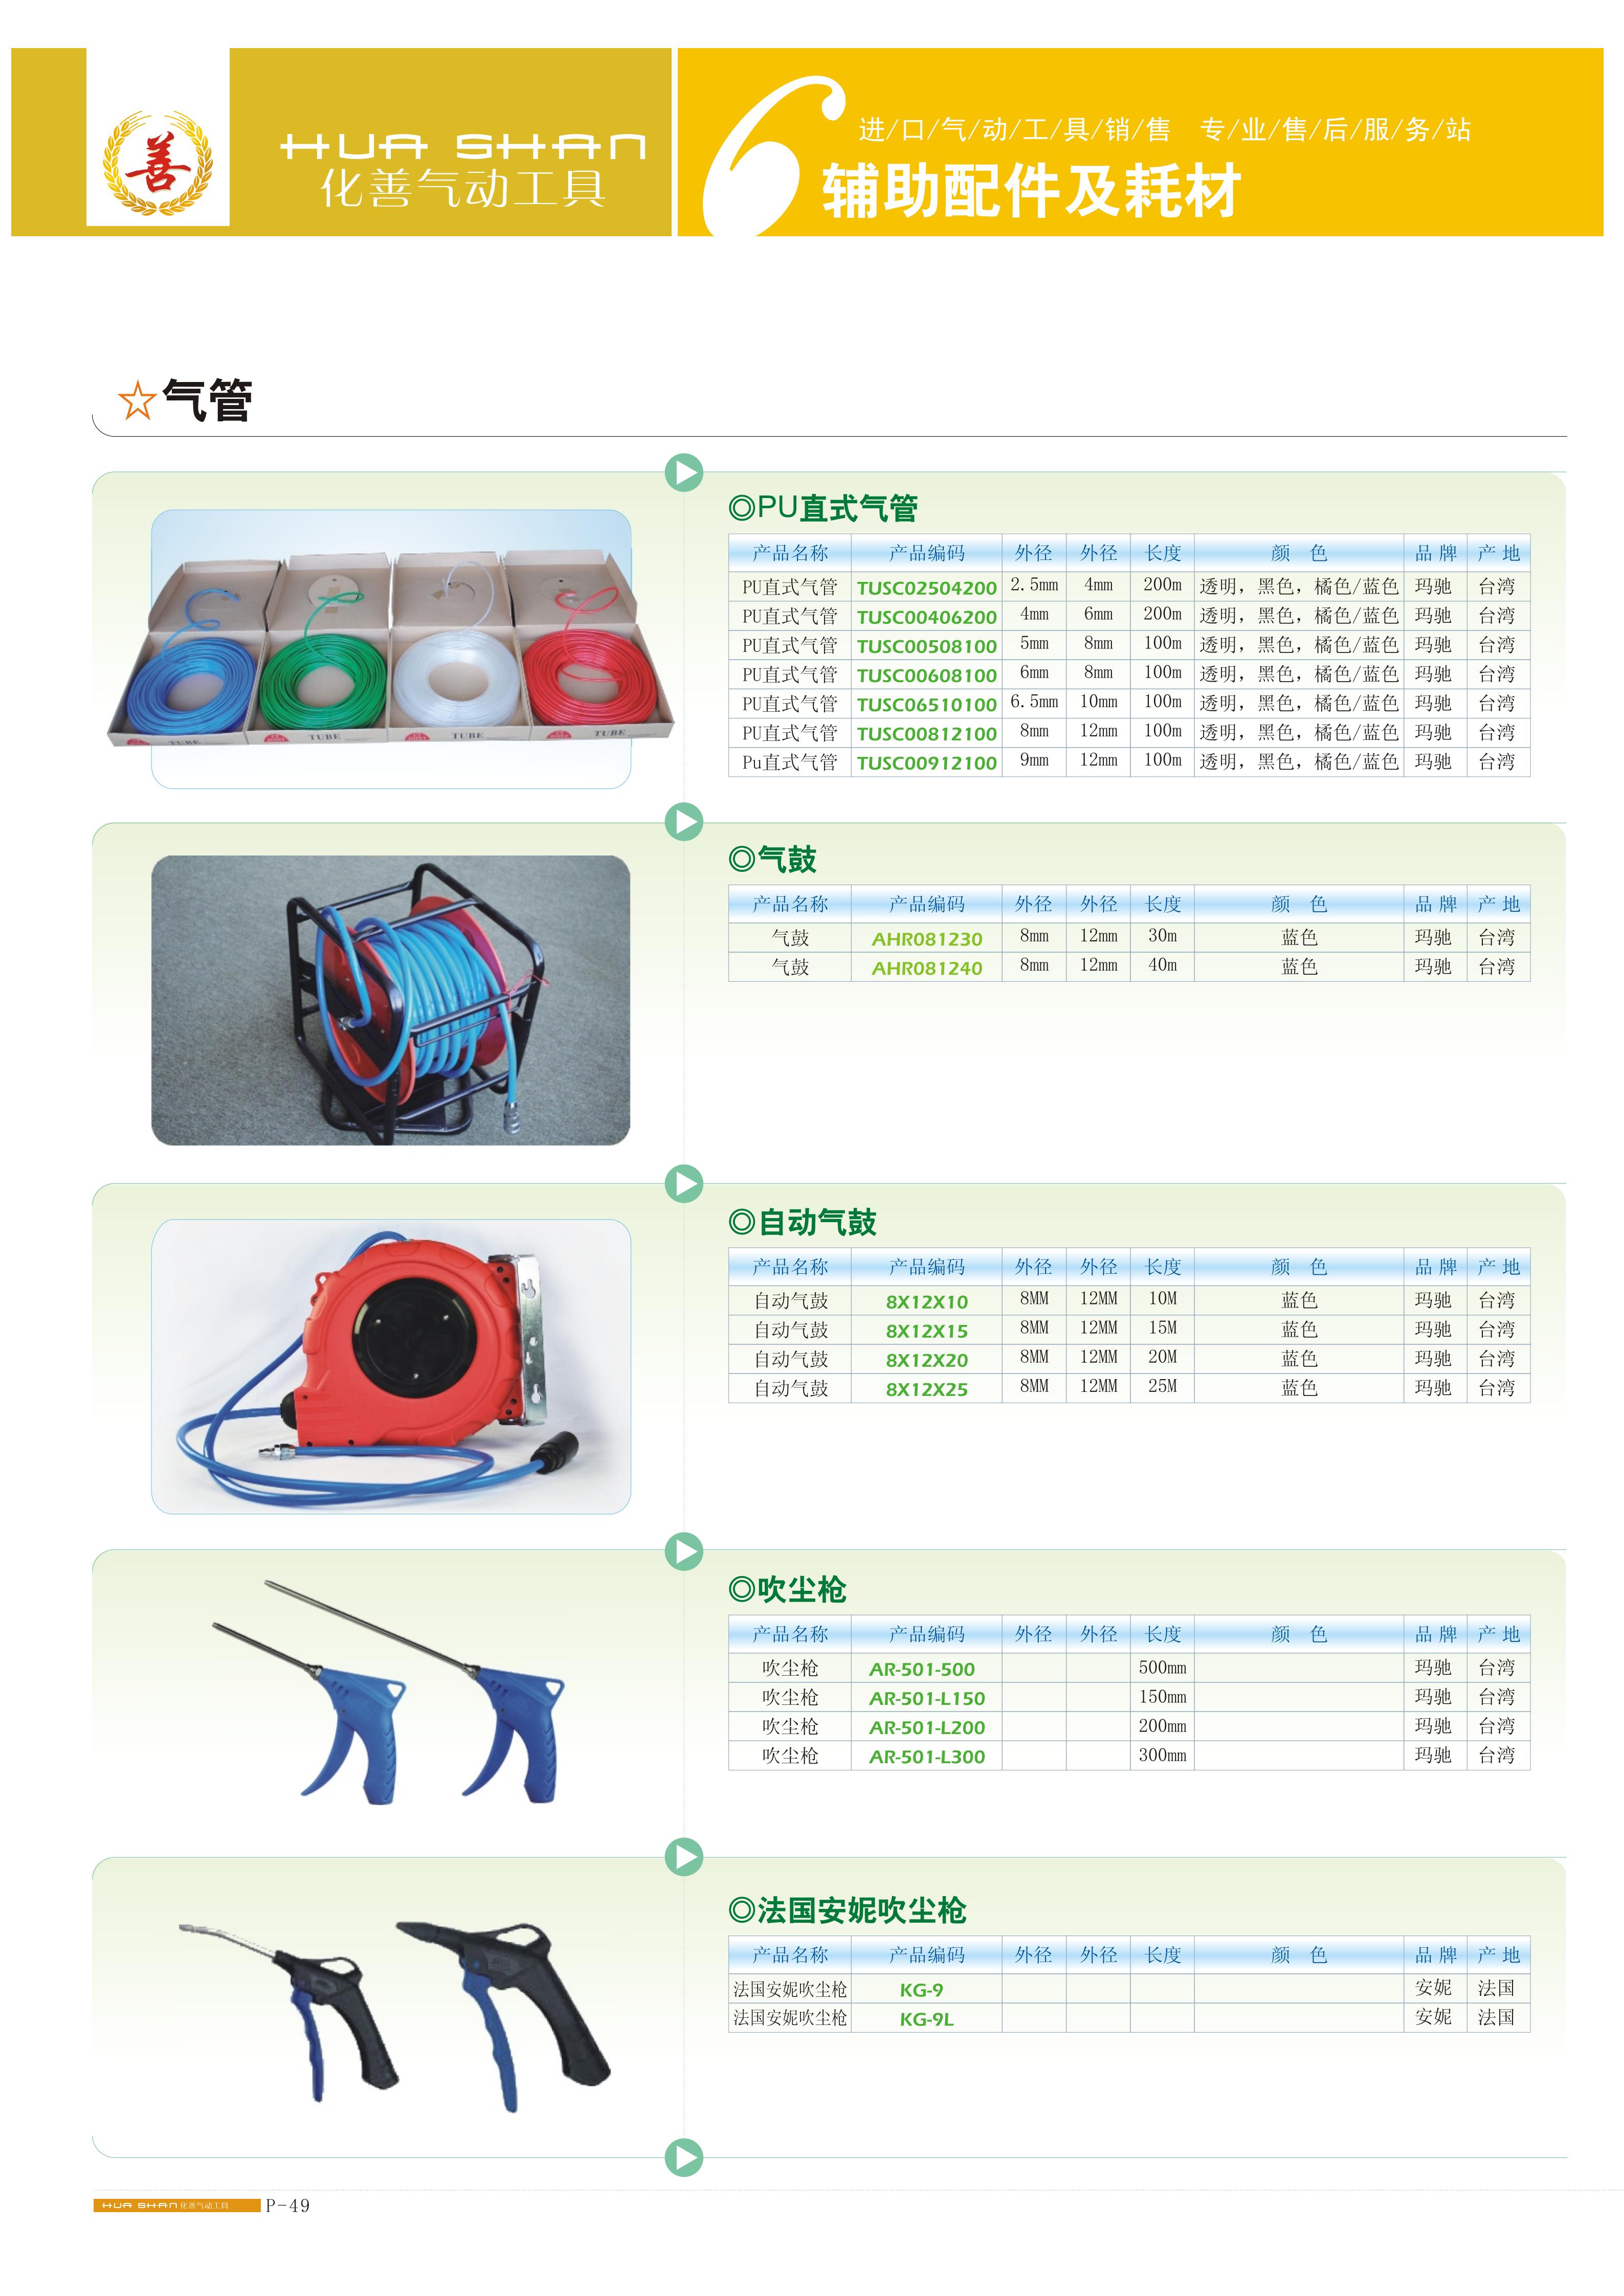 善
HUA SHAN
化善气动工具
6
进/口/气/动/工/具/销/售 专/业/售/后/服/务/站
辅助配件及耗材
☆气管
◎PU直式气管
产品名称 产品编码 外径 外径 长度 颜 色 品 牌 产 地
PU直式气管 TUSC02504200 2.5mm 4mm 200m 透明，黑色，橘色/蓝色 玛驰 台湾
PU直式气管 TUSC00406200 4mm 6mm 200m 透明，黑色，橘色/蓝色 玛驰 台湾
PU直式气管 TUSC00508100 5mm 8mm 100m 透明，黑色，橘色/蓝色 玛驰 台湾
PU直式气管 TUSC00608100 6mm 8mm 100m 透明，黑色，橘色/蓝色 玛驰 台湾
PU直式气管 TUSC06510100 6.5mm 10mm 100m 透明，黑色，橘色/蓝色 玛驰 台湾
PU直式气管 TUSC00812100 8mm 12mm 100m 透明，黑色，橘色/蓝色 玛驰 台湾
Pu直式气管 TUSC00912100 9mm 12mm 100m 透明，黑色，橘色/蓝色 玛驰 台湾
TUBE TUBE TUBE TUBE
◎气鼓
产品名称 产品编码 外径 外径 长度 颜 色 品 牌 产 地
气鼓 AHR081230 8mm 12mm 30m 蓝色 玛驰 台湾
气鼓 AHR081240 8mm 12mm 40m 蓝色 玛驰 台湾
◎自动气鼓
产品名称 产品编码 外径 外径 长度 颜 色 品 牌 产 地
自动气鼓 8X12X10 8MM 12MM 10M 蓝色 玛驰 台湾
自动气鼓 8X12X15 8MM 12MM 15M 蓝色 玛驰 台湾
自动气鼓 8X12X20 8MM 12MM 20M 蓝色 玛驰 台湾
自动气鼓 8X12X25 8MM 12MM 25M 蓝色 玛驰 台湾
◎吹尘枪
产品名称 产品编码 外径 外径 长度 颜 色 品 牌 产 地
吹尘枪 AR-501-500 500mm 玛驰 台湾
吹尘枪 AR-501-L150 150mm 玛驰 台湾
吹尘枪 AR-501-L200 200mm 玛驰 台湾
吹尘枪 AR-501-L300 300mm 玛驰 台湾
◎法国安妮吹尘枪
产品名称 产品编码 外径 外径 长度 颜 色 品 牌 产 地
法国安妮吹尘枪 KG-9 安妮 法国
法国安妮吹尘枪 KG-9L 安妮 法国
HUA SHAN 化善气动工具 P-49